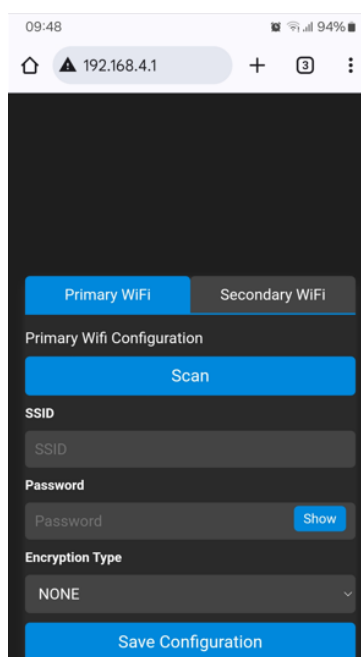 09:48 94%
192.168.4.1 3
Primary WiFi Secondary WiFi
Primary Wifi Configuration
Scan
SSID
SSID
Password
Password Show
Encryption Type
NONE
Save Configuration